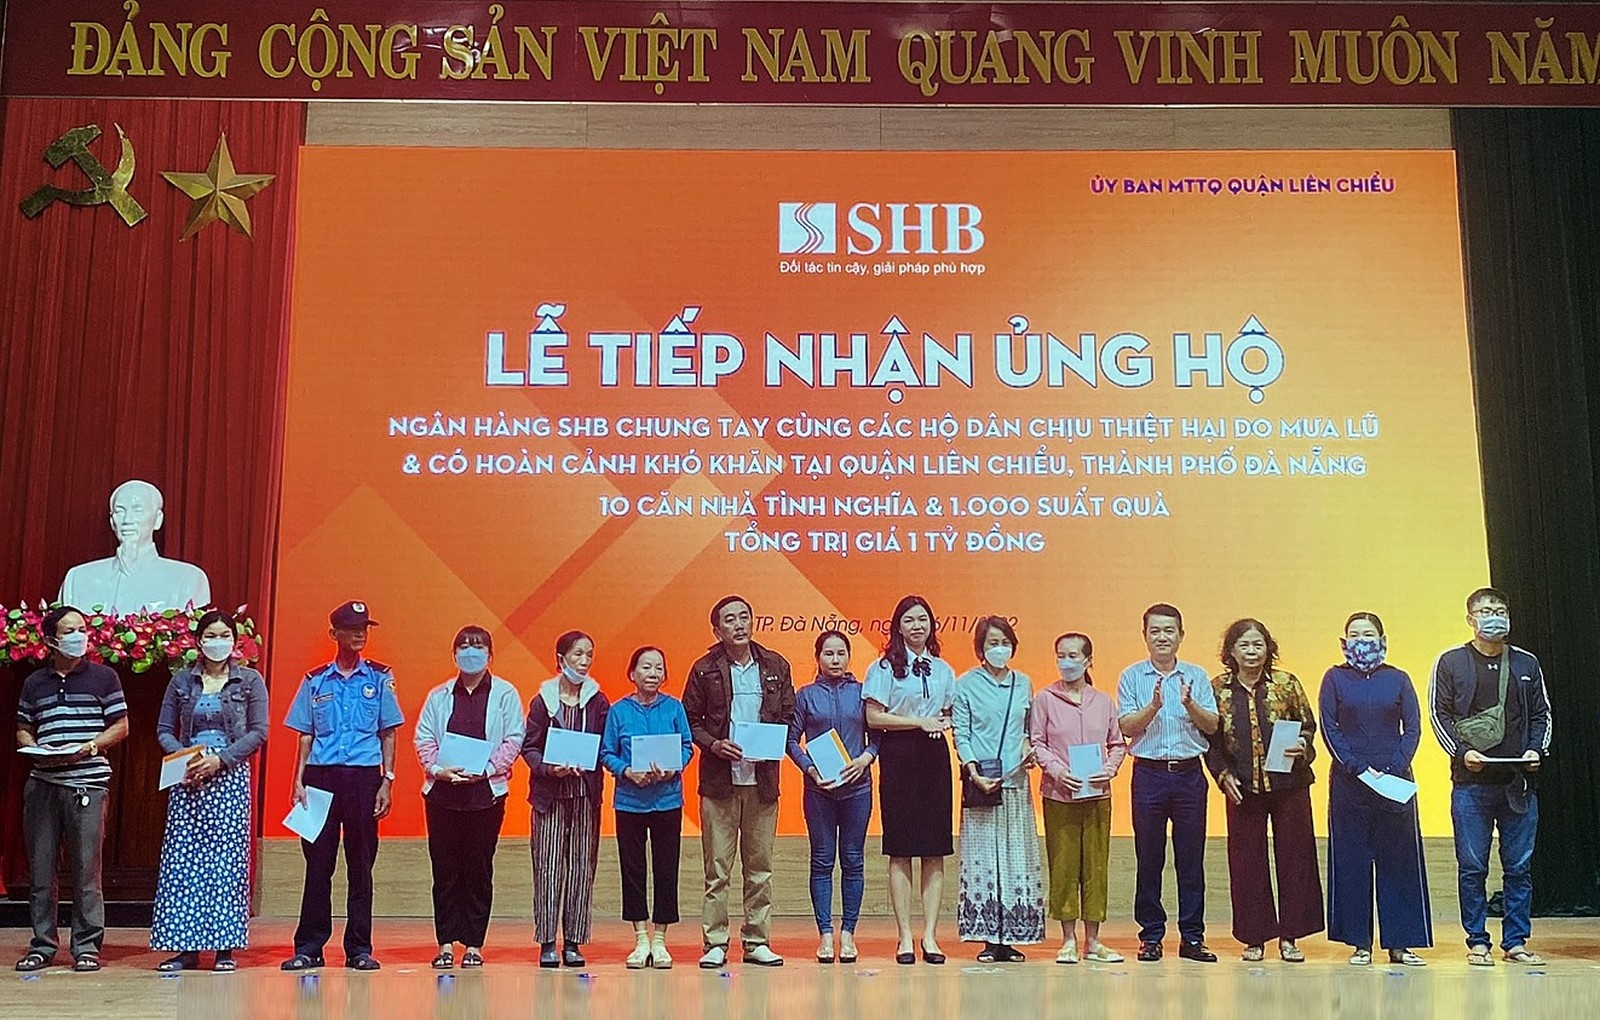 ĐẢNG CỘNG SẢN VIỆT NAM QUANG VINH MUÔN NĂM
ỦY BAN MTTQ QUẬN LIÊN CHIỂU
SHB
Đối tác tin cậy, giải pháp phù hợp
LỄ TIẾP NHẬN ỦNG HỘ
NGÂN HÀNG SHB CHUNG TAY CÙNG CÁC HỘ DÂN CHỊU THIỆT HẠI DO MƯA LŨ
& CÓ HOÀN CẢNH KHÓ KHĂN TẠI QUẬN LIÊN CHIỂU, THÀNH PHỐ ĐÀ NẴNG
10 CĂN NHÀ TÌNH NGHĨA & 1.000 SUẤT QUÀ
TỔNG TRỊ GIÁ 1 TỶ ĐỒNG
TP. Đà Nẵng,